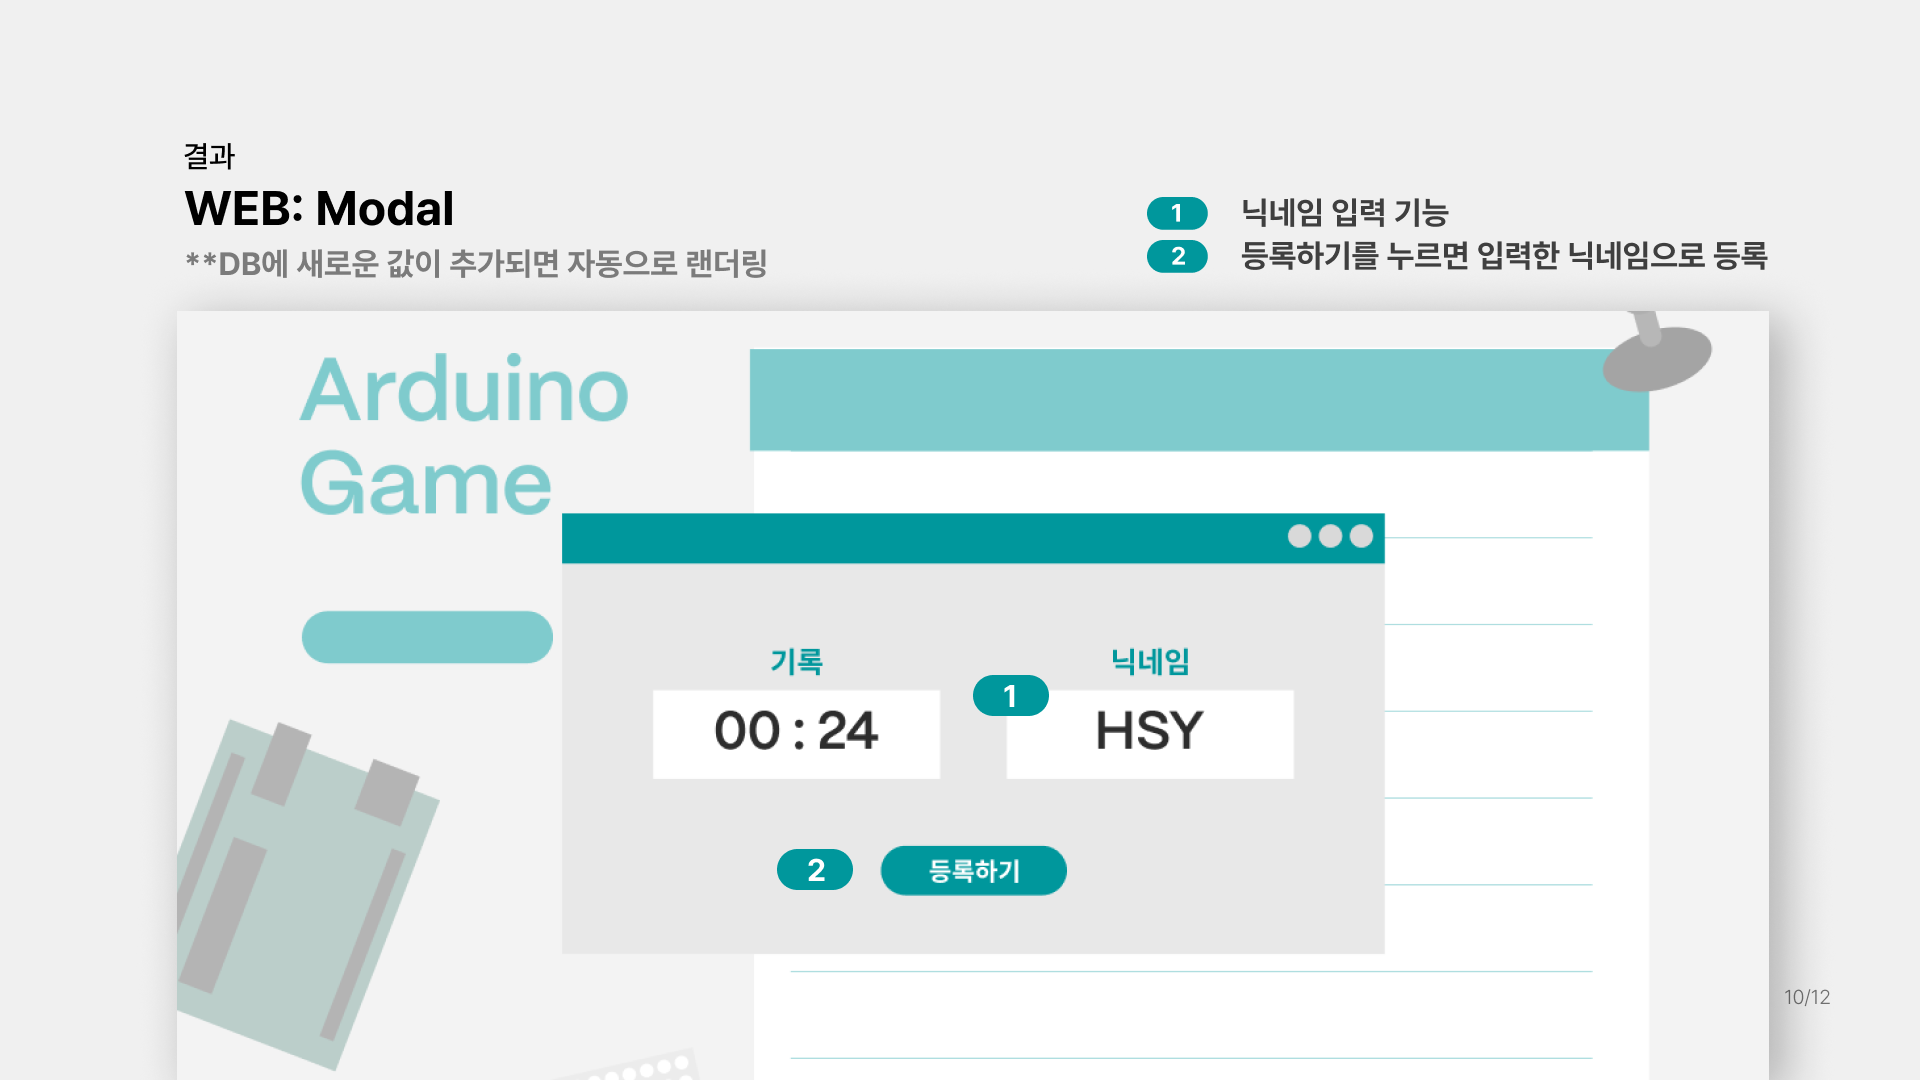 결과
WEB: Modal
**DB에 새로운 값이 추가되면 자동으로 랜더링
1 닉네임 입력 기능
2 등록하기를 누르면 입력한 닉네임으로 등록
Arduino
Game
기록
닉네임
1
00 : 24
HSY
2
등록하기
10/12